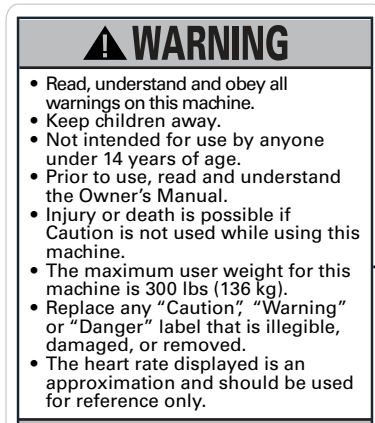 WARNING
• Read, understand and obey all
warnings on this machine.
• Keep children away.
• Not intended for use by anyone
under 14 years of age.
• Prior to use, read and understand
the Owner’s Manual.
• Injury or death is possible if
Caution is not used while using this
machine.
• The maximum user weight for this
machine is 300 lbs (136 kg).
• Replace any “Caution”, “Warning”
or “Danger” label that is illegible,
damaged, or removed.
• The heart rate displayed is an
approximation and should be used
for reference only.